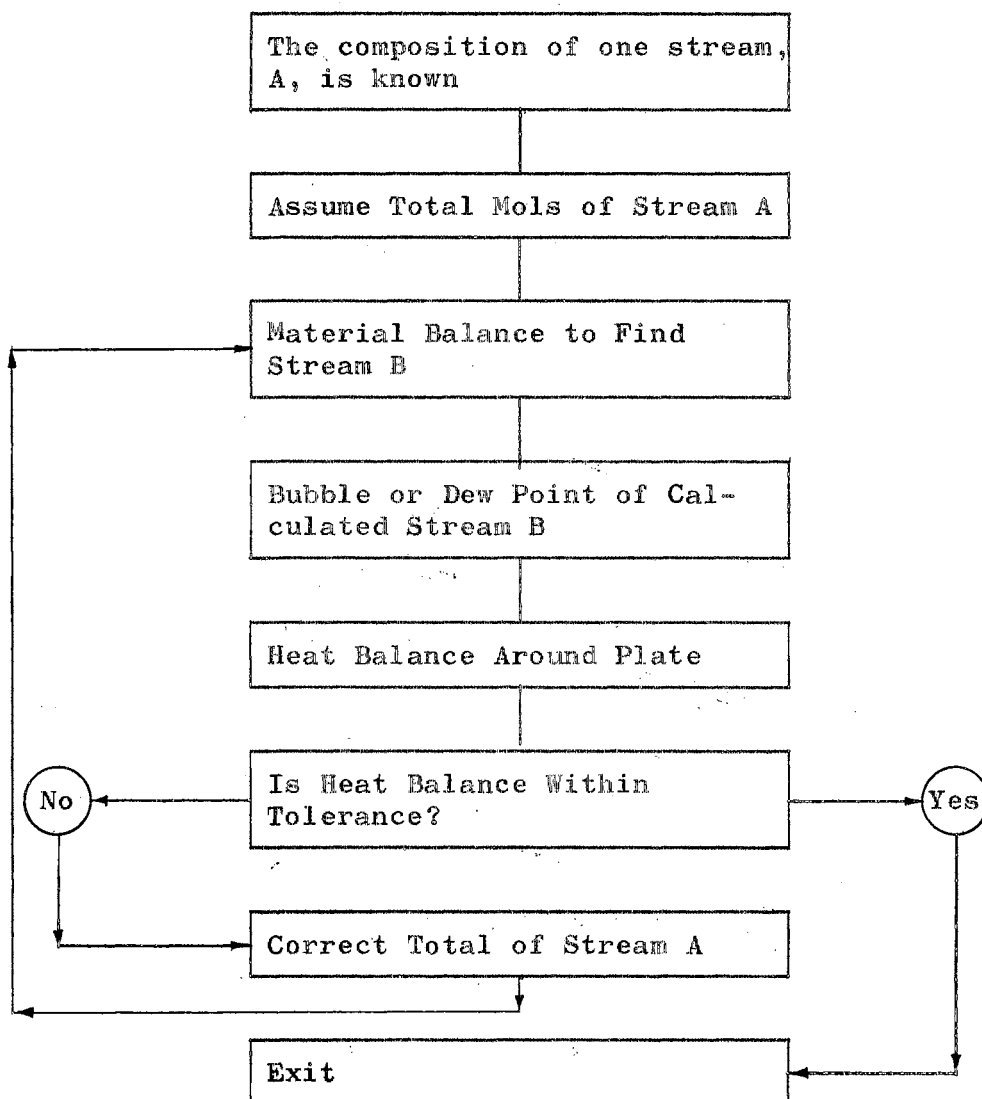 The composition of one stream,
A, is known
Assume Total Mols of Stream A
Material Balance to Find
Stream B
Bubble or Dew Point of Cal-
culated Stream B
Heat Balance Around Plate
Is Heat Balance Within
Tolerance?
No
Yes
Correct Total of Stream A
Exit